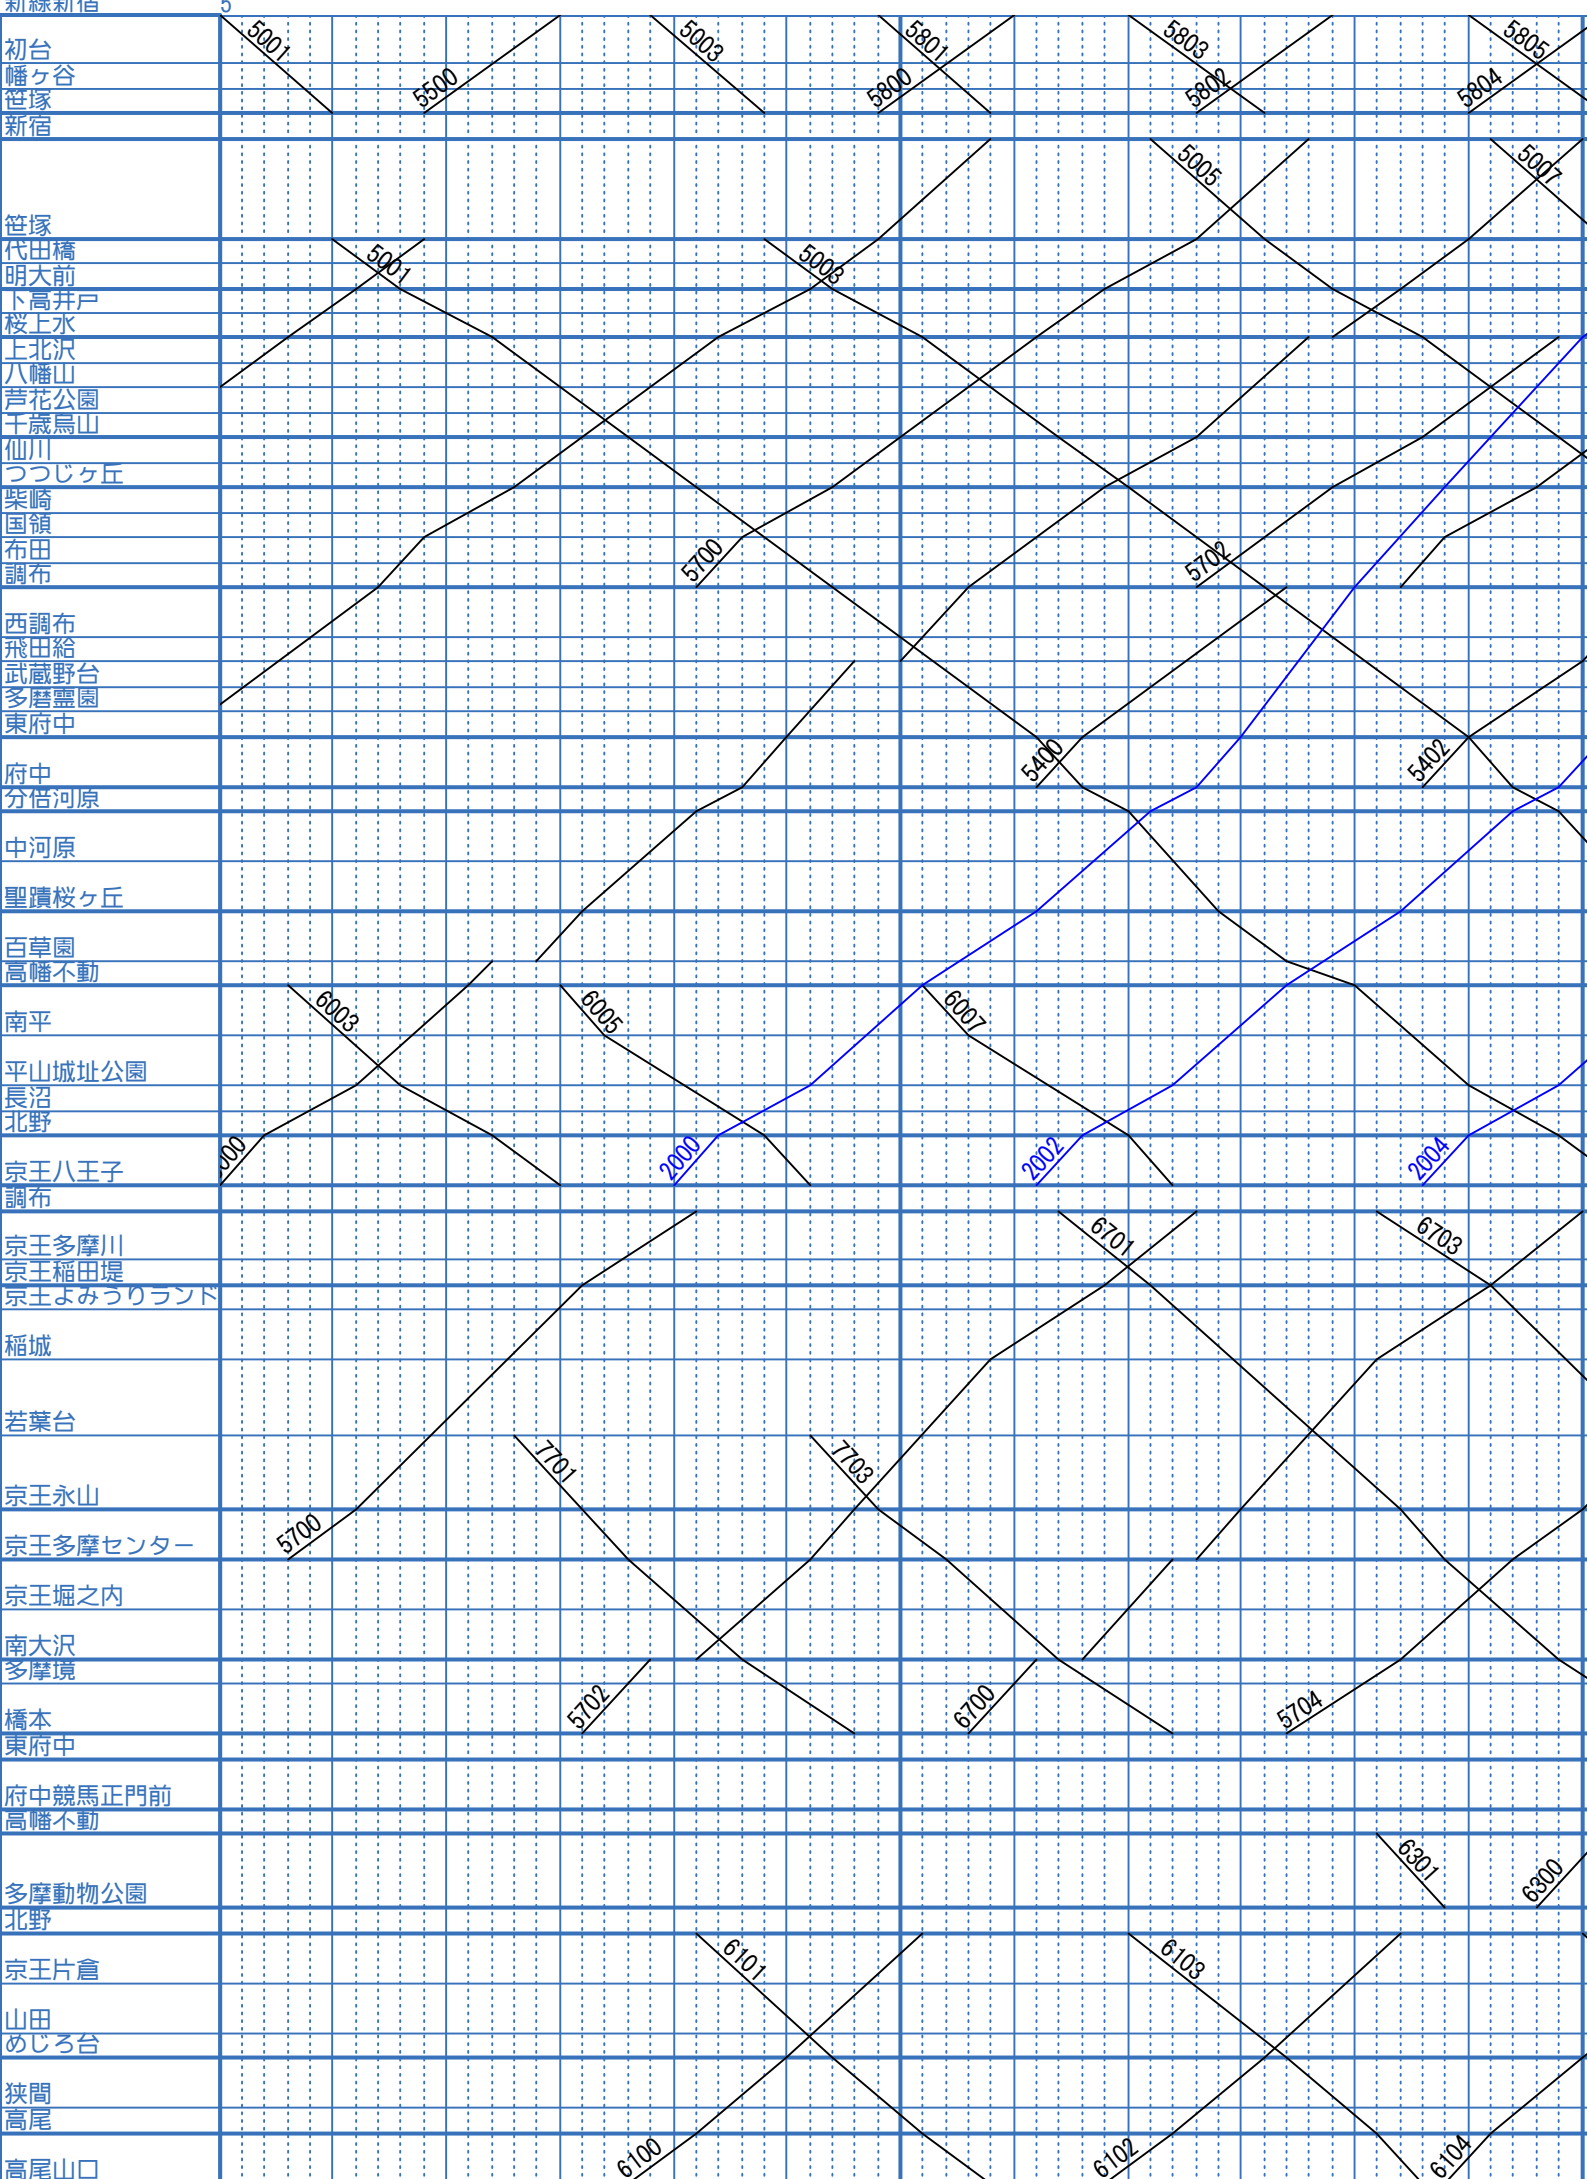 新線新宿 5
初台 5001 5003 5801 5803 5805
幡ヶ谷
笹塚 5500 5800 5802 5804
新宿
5005 5007
笹塚
代田橋
明大前 5001 5003
下高井戸
桜上水
上北沢
八幡山
芦花公園
千歳烏山
仙川
つつじヶ丘
柴崎
国領
布田
調布 5700 5702
西調布
飛田給
武蔵野台
多磨霊園
東府中
府中 5400 5402
分倍河原
中河原
聖蹟桜ヶ丘
百草園
高幡不動
南平 6003 6005 6007
平山城址公園
長沼
北野
京王八王子 000 2000 2002 2004
調布
京王多摩川 6701 6703
京王稲田堤
京王よみうりランド
稲城
若葉台
7701 7703
京王永山
京王多摩センター 5700
京王堀之内
南大沢
多摩境
橋本 5702 6700 5704
東府中
府中競馬正門前
高幡不動
多摩動物公園 6301 6300
北野
京王片倉 6101 6103
山田
めじろ台
狭間
高尾
高尾山口 6100 6102 6104